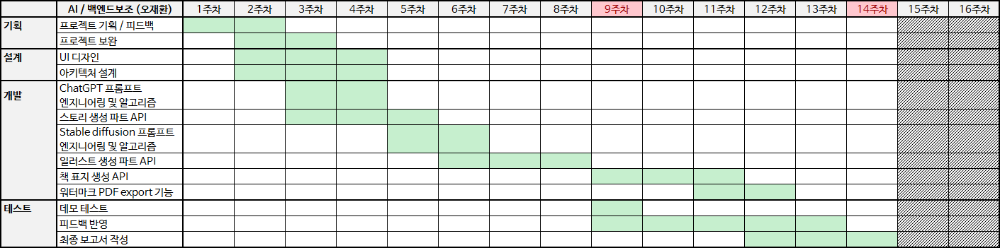 AI / 백엔드보조 (오재환) 1주차 2주차 3주차 4주차 5주차 6주차 7주차 8주차 9주차 10주차 11주차 12주차 13주차 14주차 15주차 16주차
기획 프로젝트 기획 / 피드백
프로젝트 보완
설계 UI 디자인
아키텍처 설계
개발 ChatGPT 프롬프트
엔지니어링 및 알고리즘
스토리 생성 파트 API
Stable diffusion 프롬프트
엔지니어링 및 알고리즘
일러스트 생성 파트 API
책 표지 생성 API
워터마크 PDF export 기능
테스트 데모 테스트
피드백 반영
최종 보고서 작성